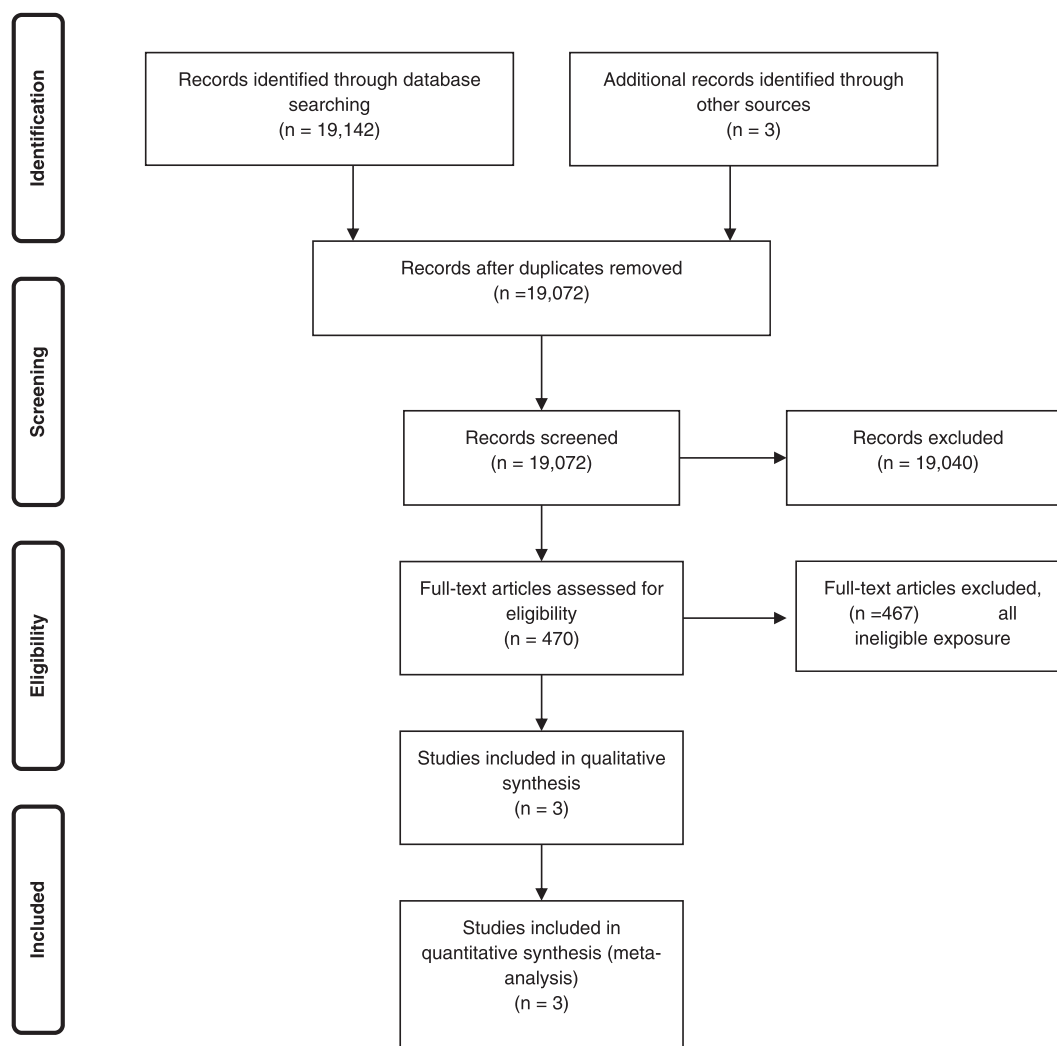 Identification
Records identified through database
searching
(n = 19,142)
Additional records identified through
other sources
(n = 3)
Records after duplicates removed
(n =19,072)
Screening
Records screened
(n = 19,072)
Records excluded
(n = 19,040)
Eligibility
Full-text articles assessed for
eligibility
(n = 470)
Full-text articles excluded,
(n =467) all
ineligible exposure
Studies included in qualitative
synthesis
(n = 3)
Included
Studies included in
quantitative synthesis (meta-
analysis)
(n = 3)